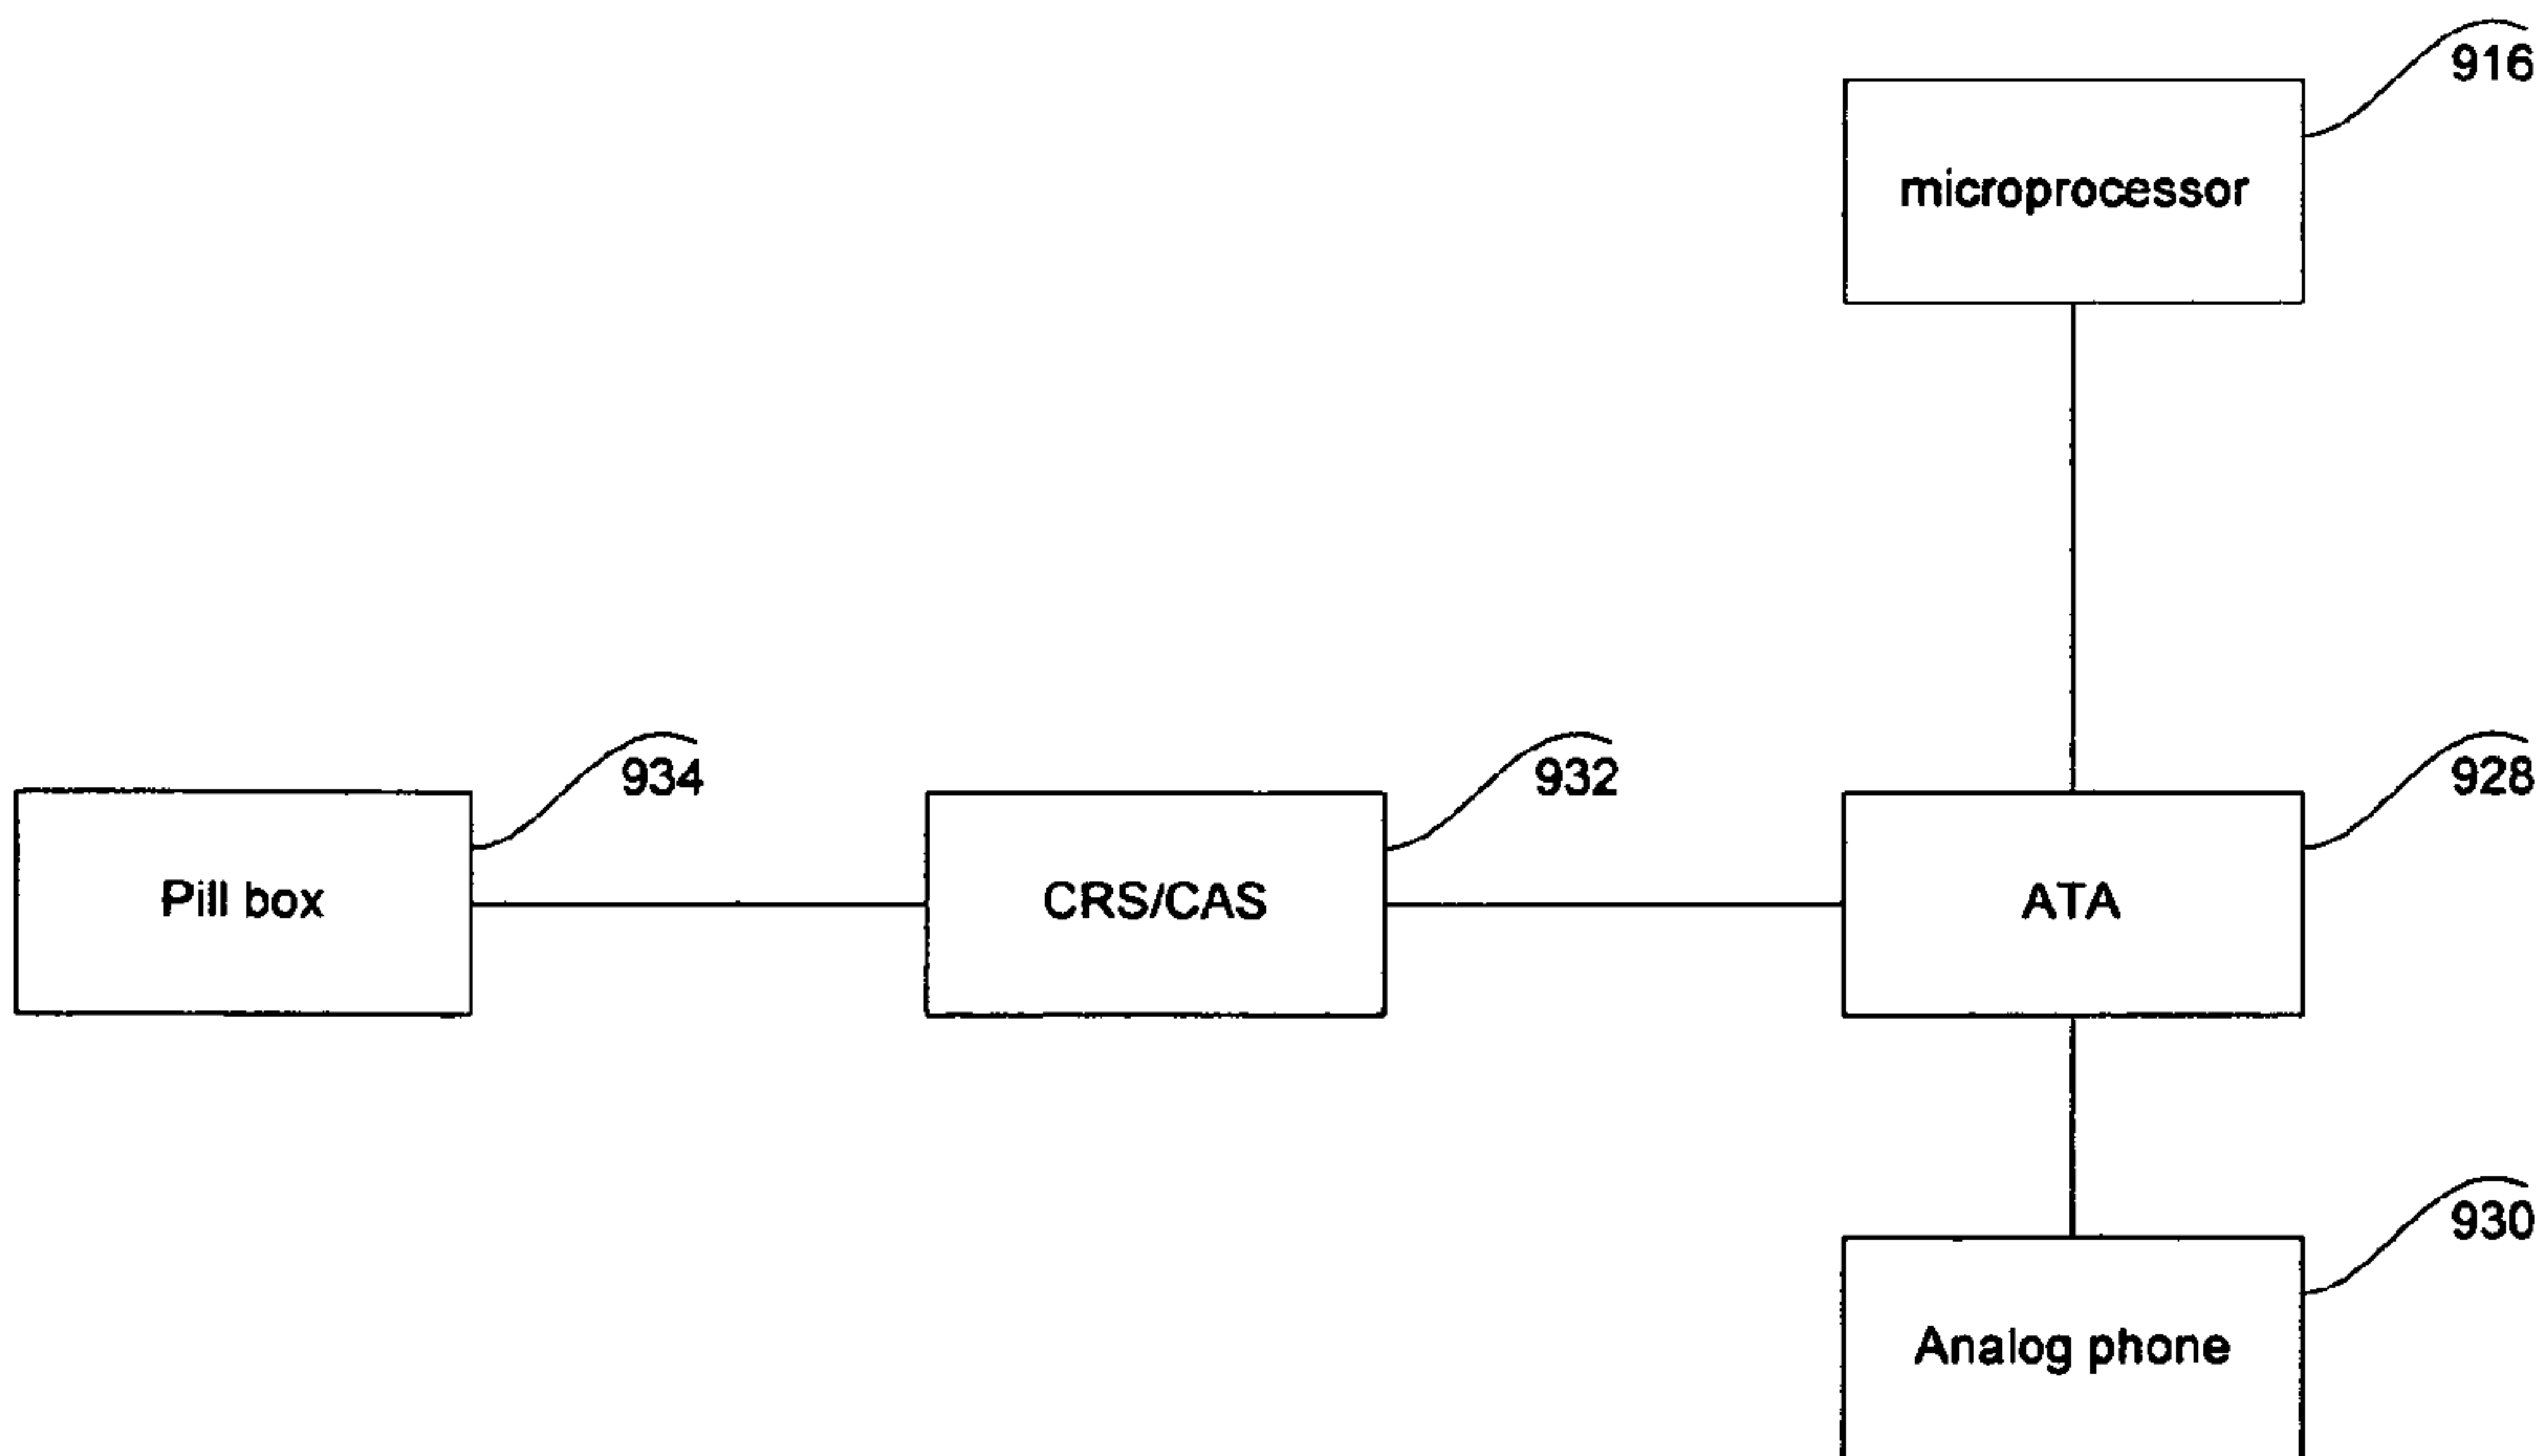 916
microprocessor
934
932
928
Pill box
CRS/CAS
ATA
930
Analog phone